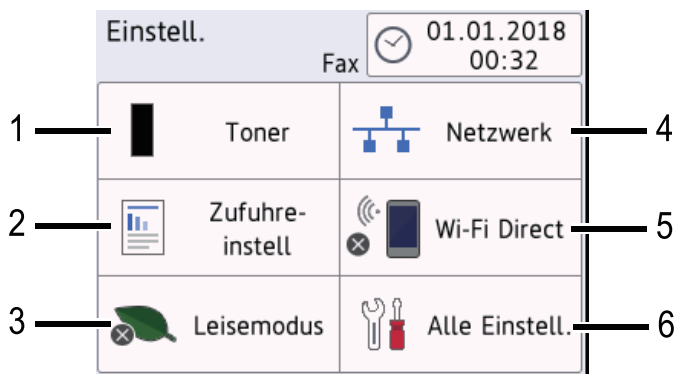 Einstell.
Fax
01.01.2018
00:32
1
Toner
Netzwerk
4
2
Zufuhre-
instell
Wi-Fi Direct
5
3
Leisemodus
Alle Einstell.
6